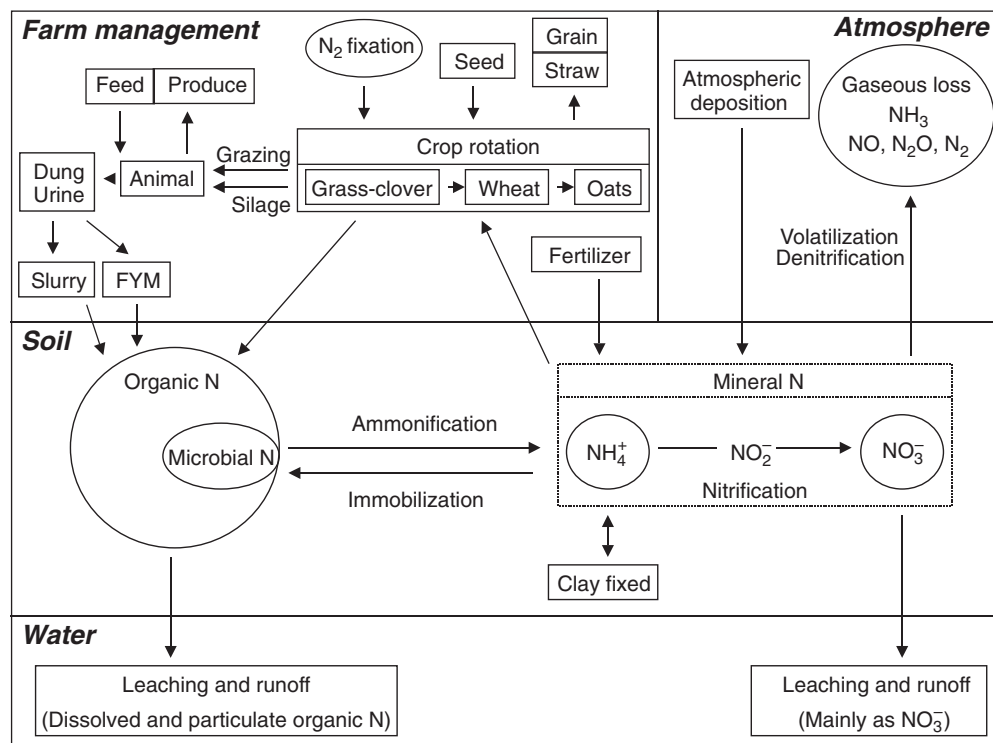 Farm management
N₂ fixation
Seed
Grain
Straw
Feed
Produce
Crop rotation
Grazing
Silage
Grass-clover
Wheat
Oats
Dung
Urine
Animal
Slurry
FYM
Fertilizer
Atmosphere
Atmospheric
deposition
Gaseous loss
NH₃
NO, N₂O, N₂
Volatilization
Denitrification
Soil
Organic N
Microbial N
Ammonification
Immobilization
Mineral N
NH₄⁺
NO₂⁻
NO₃⁻
Nitrification
Clay fixed
Water
Leaching and runoff
(Dissolved and particulate organic N)
Leaching and runoff
(Mainly as NO₃⁻)